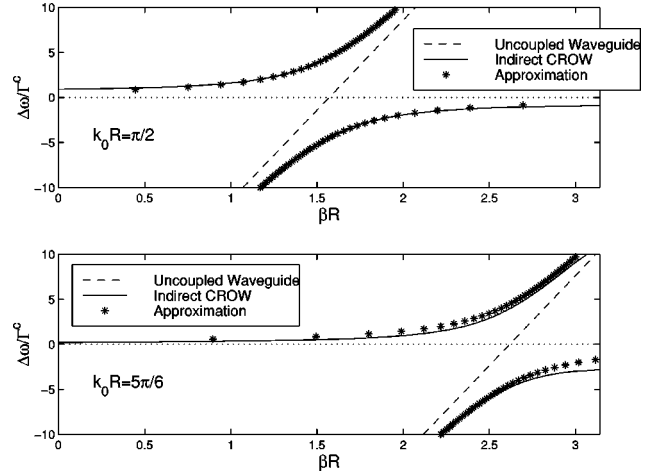 10
5
0
-5
-10
0
0.5
1
1.5
2
2.5
3
Δω/Γᶜ
βR
k₀R=π/2
Uncoupled Waveguide
Indirect CROW
Approximation
10
5
0
-5
-10
0
0.5
1
1.5
2
2.5
3
Δω/Γᶜ
βR
k₀R=5π/6
Uncoupled Waveguide
Indirect CROW
Approximation